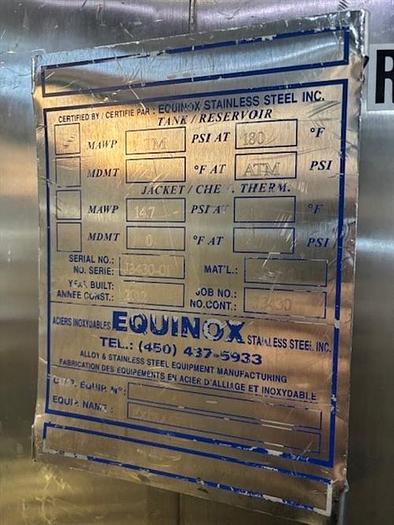 R
CERTIFIED BY / CERTIFIÉ PAR : EQUINOX STAINLESS STEEL INC.
TANK / RESERVOIR
MAWP ATM PSI AT 180 °F
MDMT °F AT ATM PSI
JACKET / CHE . THERM.
MAWP 147 PSI AT °F
MDMT 0 °F AT PSI
SERIAL NO.:
NO. SERIE: MAT'L.:
YEAR BUILT: JOB NO.:
ANNÉE CONST.: NO.CONT.:
ACIERS INOXYDABLES EQUINOX STAINLESS STEEL INC.
TEL.: (450) 437-5933
ALLOY & STAINLESS STEEL EQUIPMENT MANUFACTURING
FABRICATION DES ÉQUIPEMENTS EN ACIER D'ALLIAGE ET INOXYDABLE
EQUIP. Nº:
EQUIP. NAME :